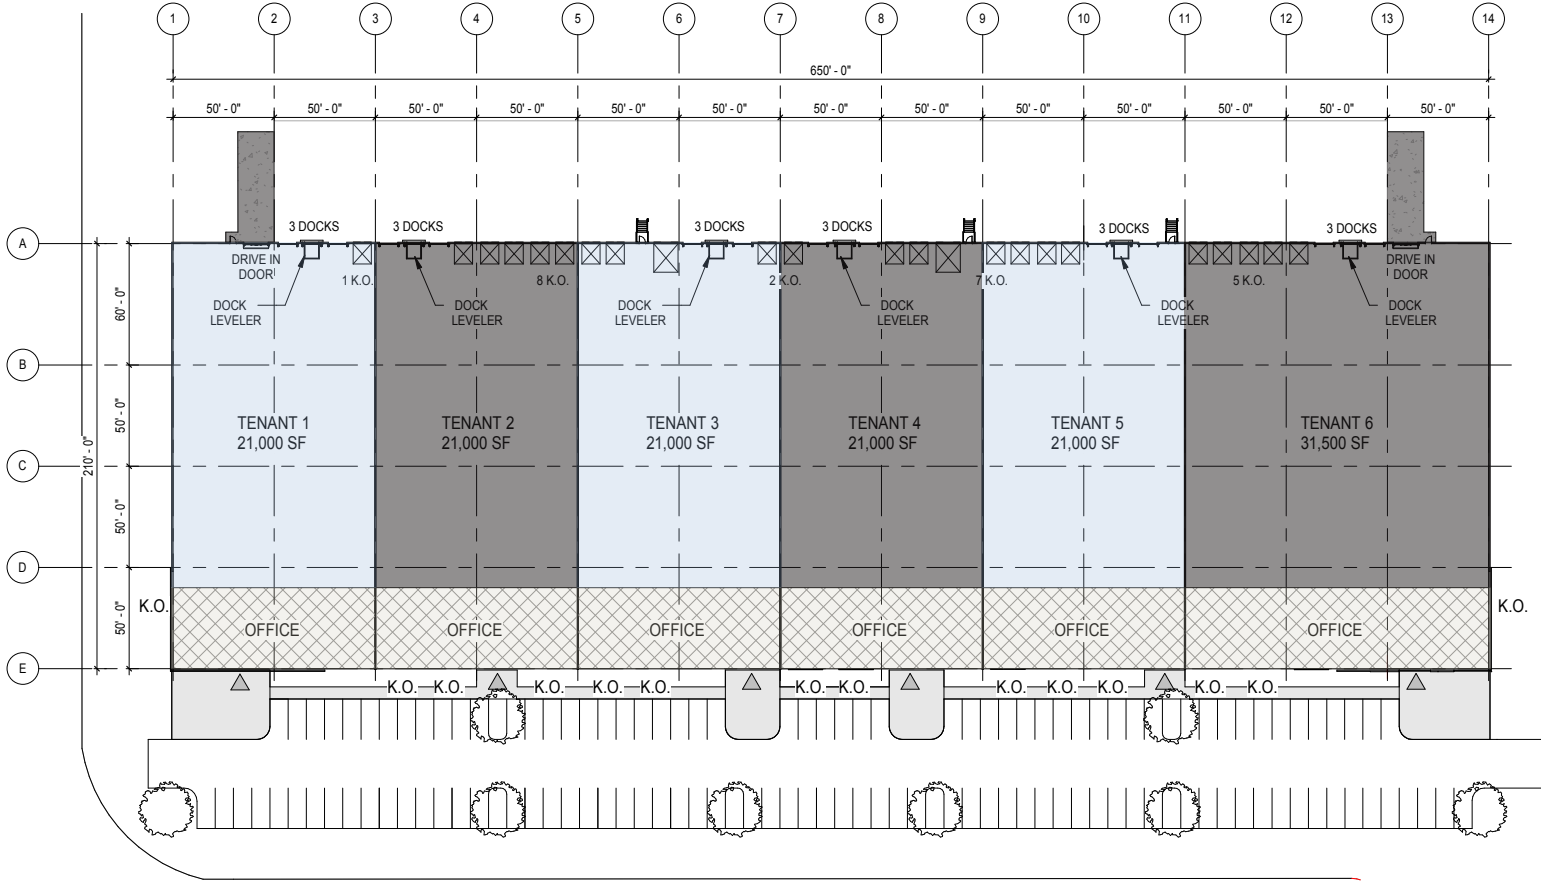 1 2 3 4 5 6 7 8 9 10 11 12 13 14
650' - 0"
50' - 0" 50' - 0" 50' - 0" 50' - 0" 50' - 0" 50' - 0" 50' - 0" 50' - 0" 50' - 0" 50' - 0" 50' - 0" 50' - 0" 50' - 0"
3 DOCKS 3 DOCKS 3 DOCKS 3 DOCKS 3 DOCKS 3 DOCKS
A
DRIVE IN
DOOR
DRIVE IN
DOOR
1 K.O. 8 K.O. 2 K.O. 7 K.O. 5 K.O.
DOCK
LEVELER
DOCK
LEVELER
DOCK
LEVELER
DOCK
LEVELER
DOCK
LEVELER
DOCK
LEVELER
60' - 0"
B
50' - 0"
210' - 0"
TENANT 1
21,000 SF
TENANT 2
21,000 SF
TENANT 3
21,000 SF
TENANT 4
21,000 SF
TENANT 5
21,000 SF
TENANT 6
31,500 SF
C
50' - 0"
D
50' - 0"
K.O. K.O.
OFFICE OFFICE OFFICE OFFICE OFFICE OFFICE
E
K.O. K.O. K.O. K.O. K.O. K.O. K.O. K.O. K.O. K.O. K.O. K.O.